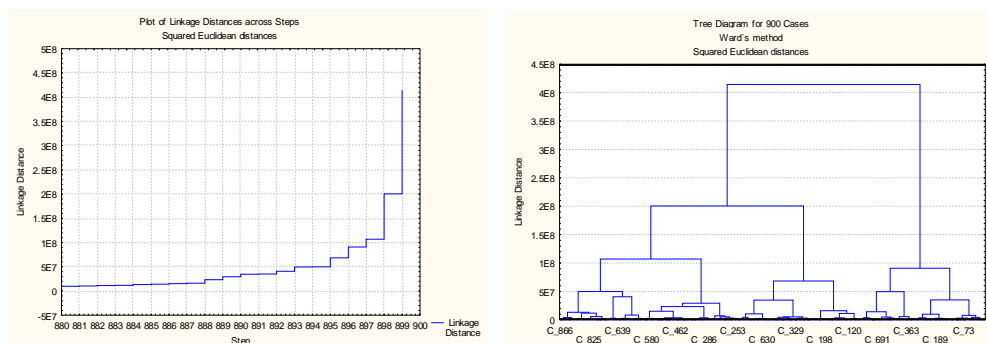 Plot of Linkage Distances across Steps
Squared Euclidean distances
5E8
4.5E8
4E8
3.5E8
3E8
2.5E8
2E8
1.5E8
1E8
5E7
0
-5E7
Linkage Distance
880 881 882 883 884 885 886 887 888 889 890 891 892 893 894 895 896 897 898 899 900
Step
Linkage
Distance
Tree Diagram for 900 Cases
Ward`s method
Squared Euclidean distances
4.5E8
4E8
3.5E8
3E8
2.5E8
2E8
1.5E8
1E8
5E7
0
Linkage Distance
C_866 C_639 C_462 C_253 C_329 C_120 C_363 C_73
C_825 C_580 C_286 C_630 C_198 C_691 C_189